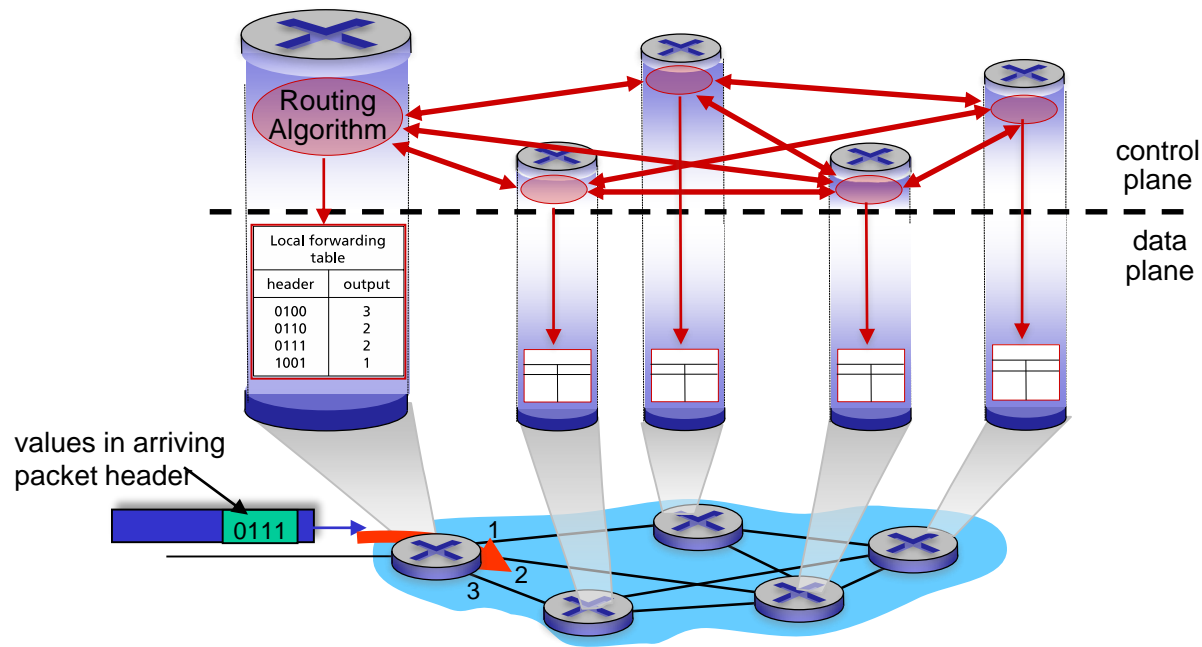 Routing
Algorithm
control
plane
data
plane
Local forwarding
table
header output
0100 3
0110 2
0111 2
1001 1
values in arriving
packet header
0111
1
2
3